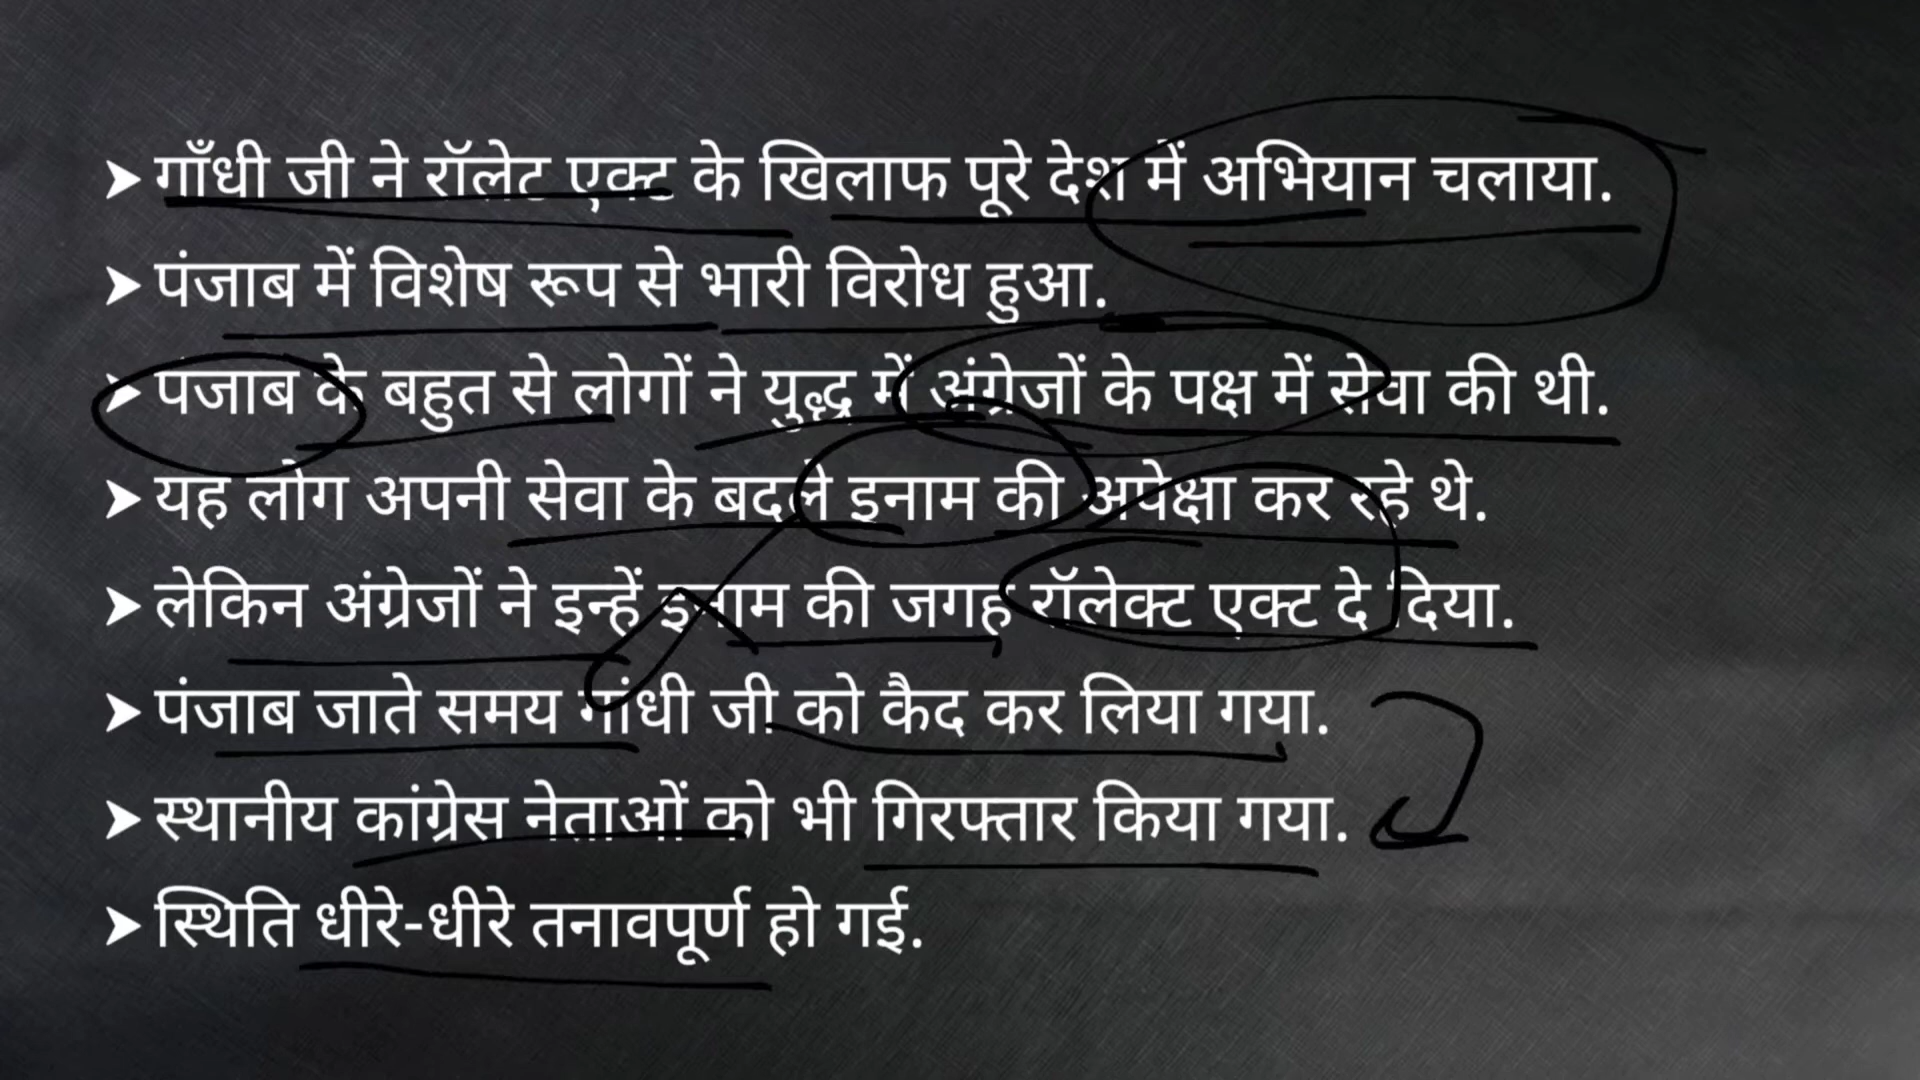 ➤ गाँधी जी ने रॉलेट एक्ट के खिलाफ पूरे देश में अभियान चलाया.
➤ पंजाब में विशेष रूप से भारी विरोध हुआ.
➤ पंजाब के बहुत से लोगों ने युद्ध में अंग्रेजों के पक्ष में सेवा की थी.
➤ यह लोग अपनी सेवा के बदले इनाम की अपेक्षा कर रहे थे.
➤ लेकिन अंग्रेजों ने इन्हें इनाम की जगह रॉलेक्ट एक्ट दे दिया.
➤ पंजाब जाते समय गांधी जी को कैद कर लिया गया.
➤ स्थानीय कांग्रेस नेताओं को भी गिरफ्तार किया गया.
➤ स्थिति धीरे-धीरे तनावपूर्ण हो गई.